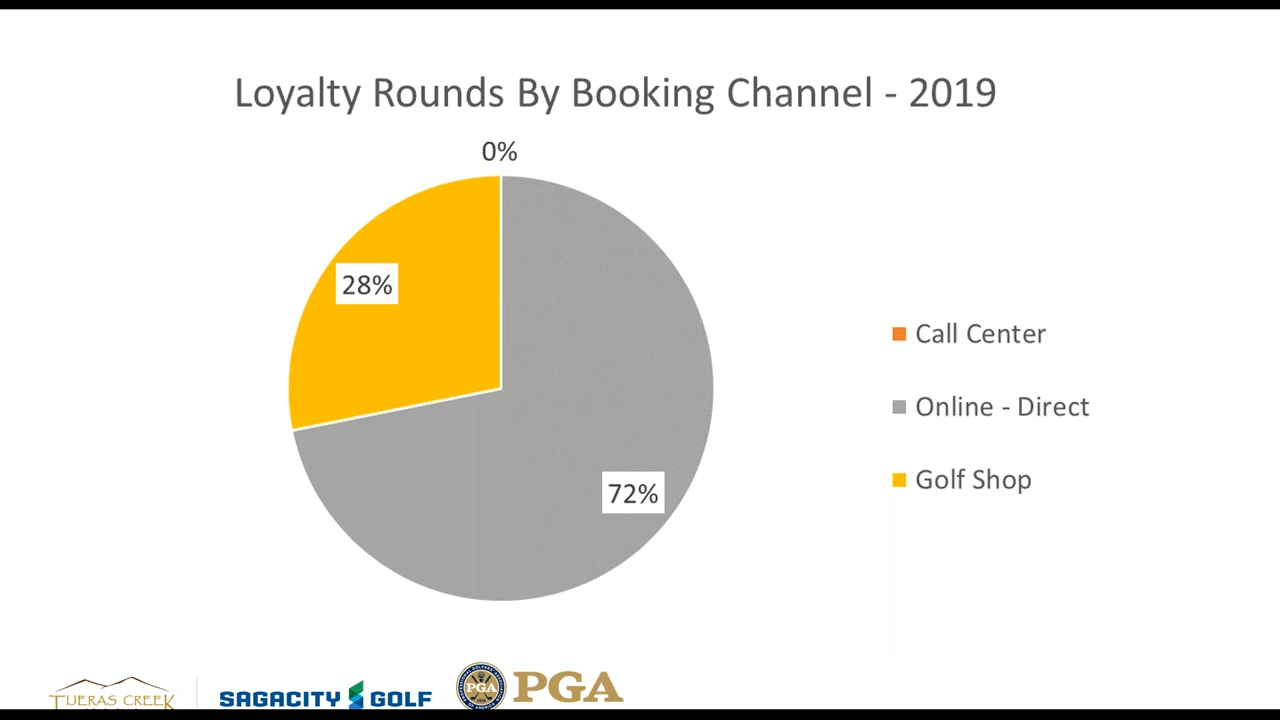 Loyalty Rounds By Booking Channel - 2019
0%
28%
72%
Call Center
Online - Direct
Golf Shop
TIJERAS CREEK
SAGACITY GOLF
PGA
PGA